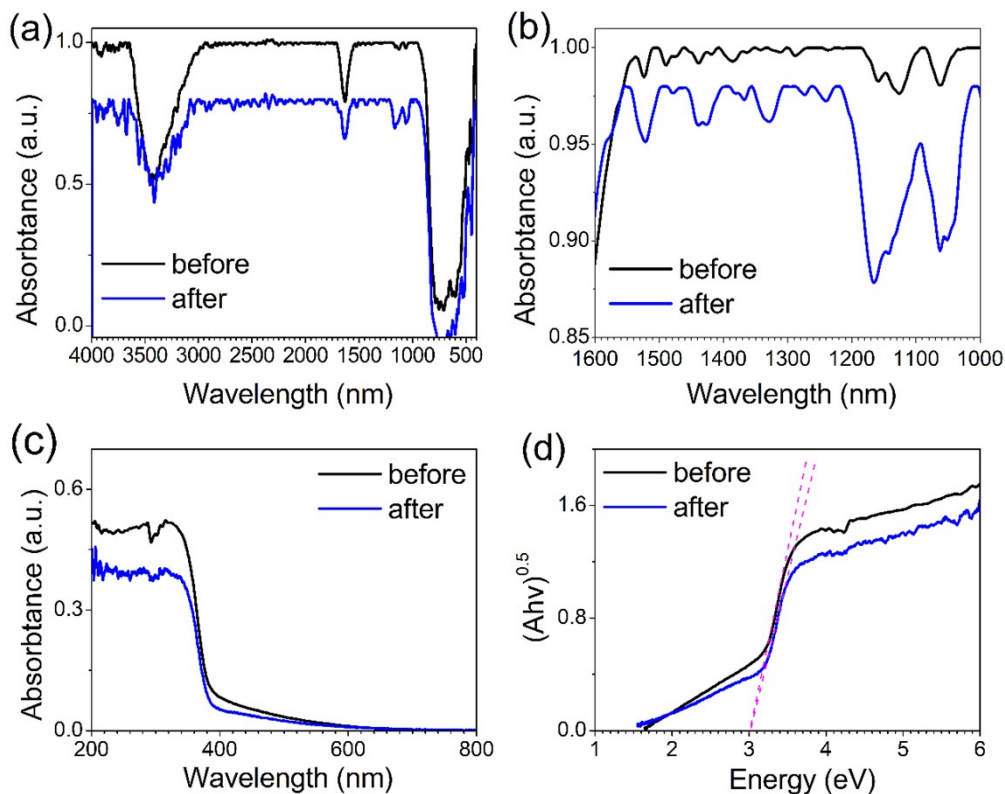 (a)
1.0
0.5
0.0
Absorbtance (a.u.)
before
after
4000 3500 3000 2500 2000 1500 1000 500
Wavelength (nm)
(b)
1.00
0.95
0.90
0.85
Absorbtance (a.u.)
before
after
1600 1500 1400 1300 1200 1100 1000
Wavelength (nm)
(c)
0.6
0.3
0.0
Absorbtance (a.u.)
before
after
200 400 600 800
Wavelength (nm)
(d)
1.6
0.8
0.0
(Ahv)^0.5
before
after
1 2 3 4 5 6
Energy (eV)